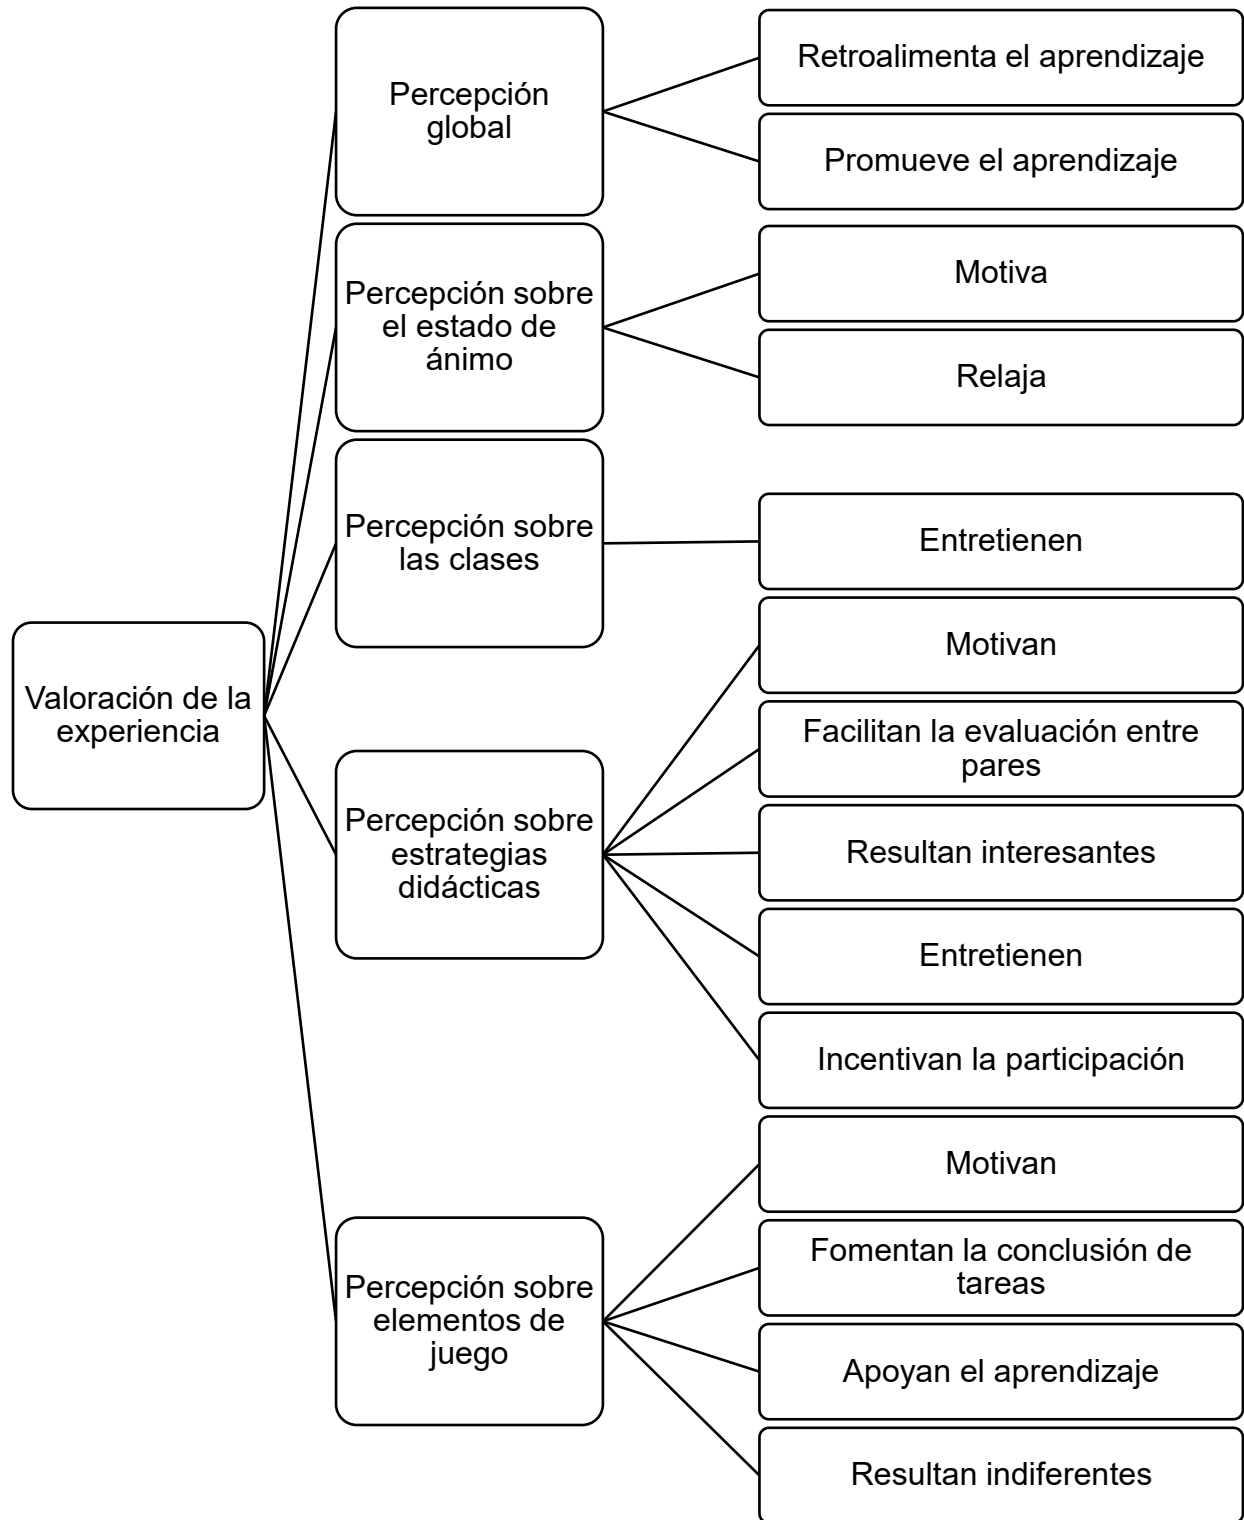 Valoración de la
experiencia
Percepción
global
Retroalimenta el aprendizaje
Promueve el aprendizaje
Percepción sobre
el estado de
ánimo
Motiva
Relaja
Percepción sobre
las clases
Entretienen
Percepción sobre
estrategias
didácticas
Motivan
Facilitan la evaluación entre
pares
Resultan interesantes
Entretienen
Incentivan la participación
Percepción sobre
elementos de
juego
Motivan
Fomentan la conclusión de
tareas
Apoyan el aprendizaje
Resultan indiferentes